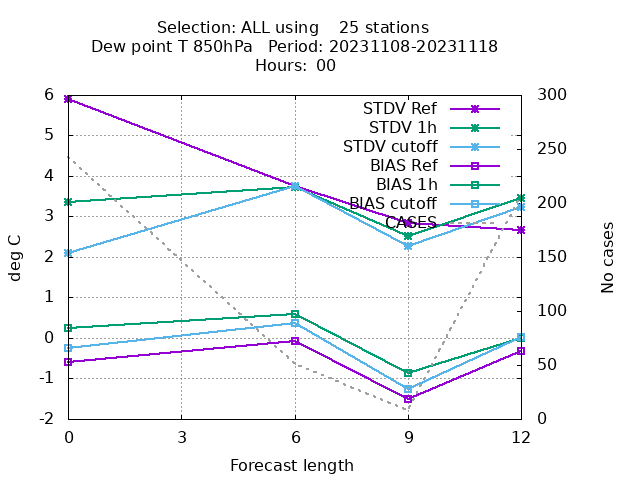 Selection: ALL using 25 stations
Dew point T 850hPa Period: 20231108-20231118
Hours: 00
6
5
4
3
2
1
0
-1
-2
deg C
300
250
200
150
100
50
0
No cases
STDV Ref
STDV 1h
STDV cutoff
BIAS Ref
BIAS 1h
BIAS cutoff
CASES
0 3 6 9 12
Forecast length